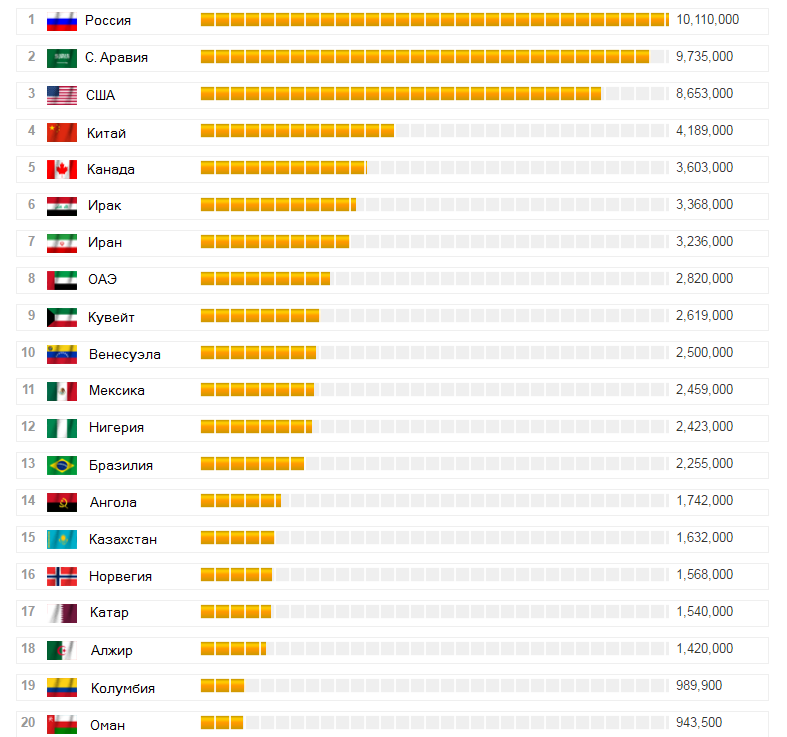 1 Россия 10,110,000
2 С. Аравия 9,735,000
3 США 8,653,000
4 Китай 4,189,000
5 Канада 3,603,000
6 Ирак 3,368,000
7 Иран 3,236,000
8 ОАЭ 2,820,000
9 Кувейт 2,619,000
10 Венесуэла 2,500,000
11 Мексика 2,459,000
12 Нигерия 2,423,000
13 Бразилия 2,255,000
14 Ангола 1,742,000
15 Казахстан 1,632,000
16 Норвегия 1,568,000
17 Катар 1,540,000
18 Алжир 1,420,000
19 Колумбия 989,900
20 Оман 943,500